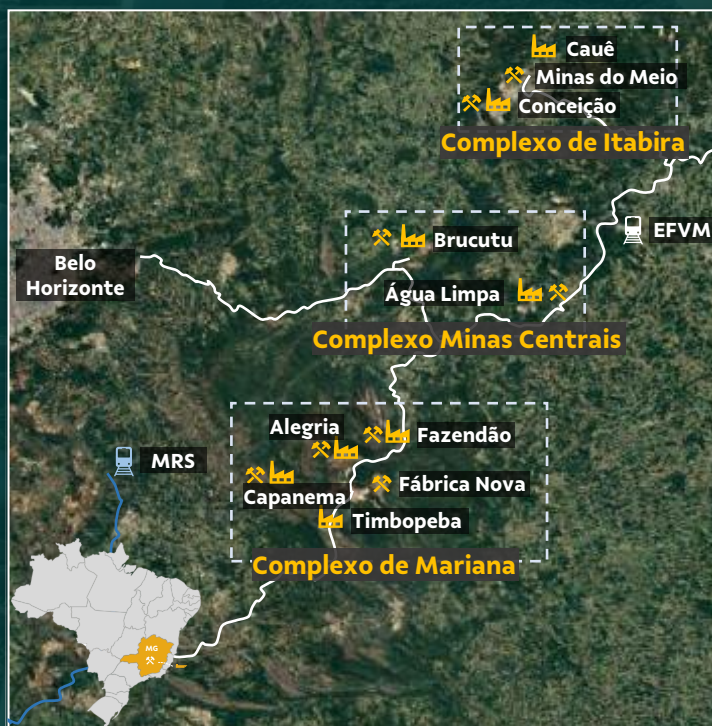 Cauê
Minas do Meio
Conceição
Complexo de Itabira
EFVM
Brucutu
Belo
Horizonte
Água Limpa
Complexo Minas Centrais
Alegria
Fazendão
MRS
Capanema
Fábrica Nova
Timbopeba
Complexo de Mariana
MG